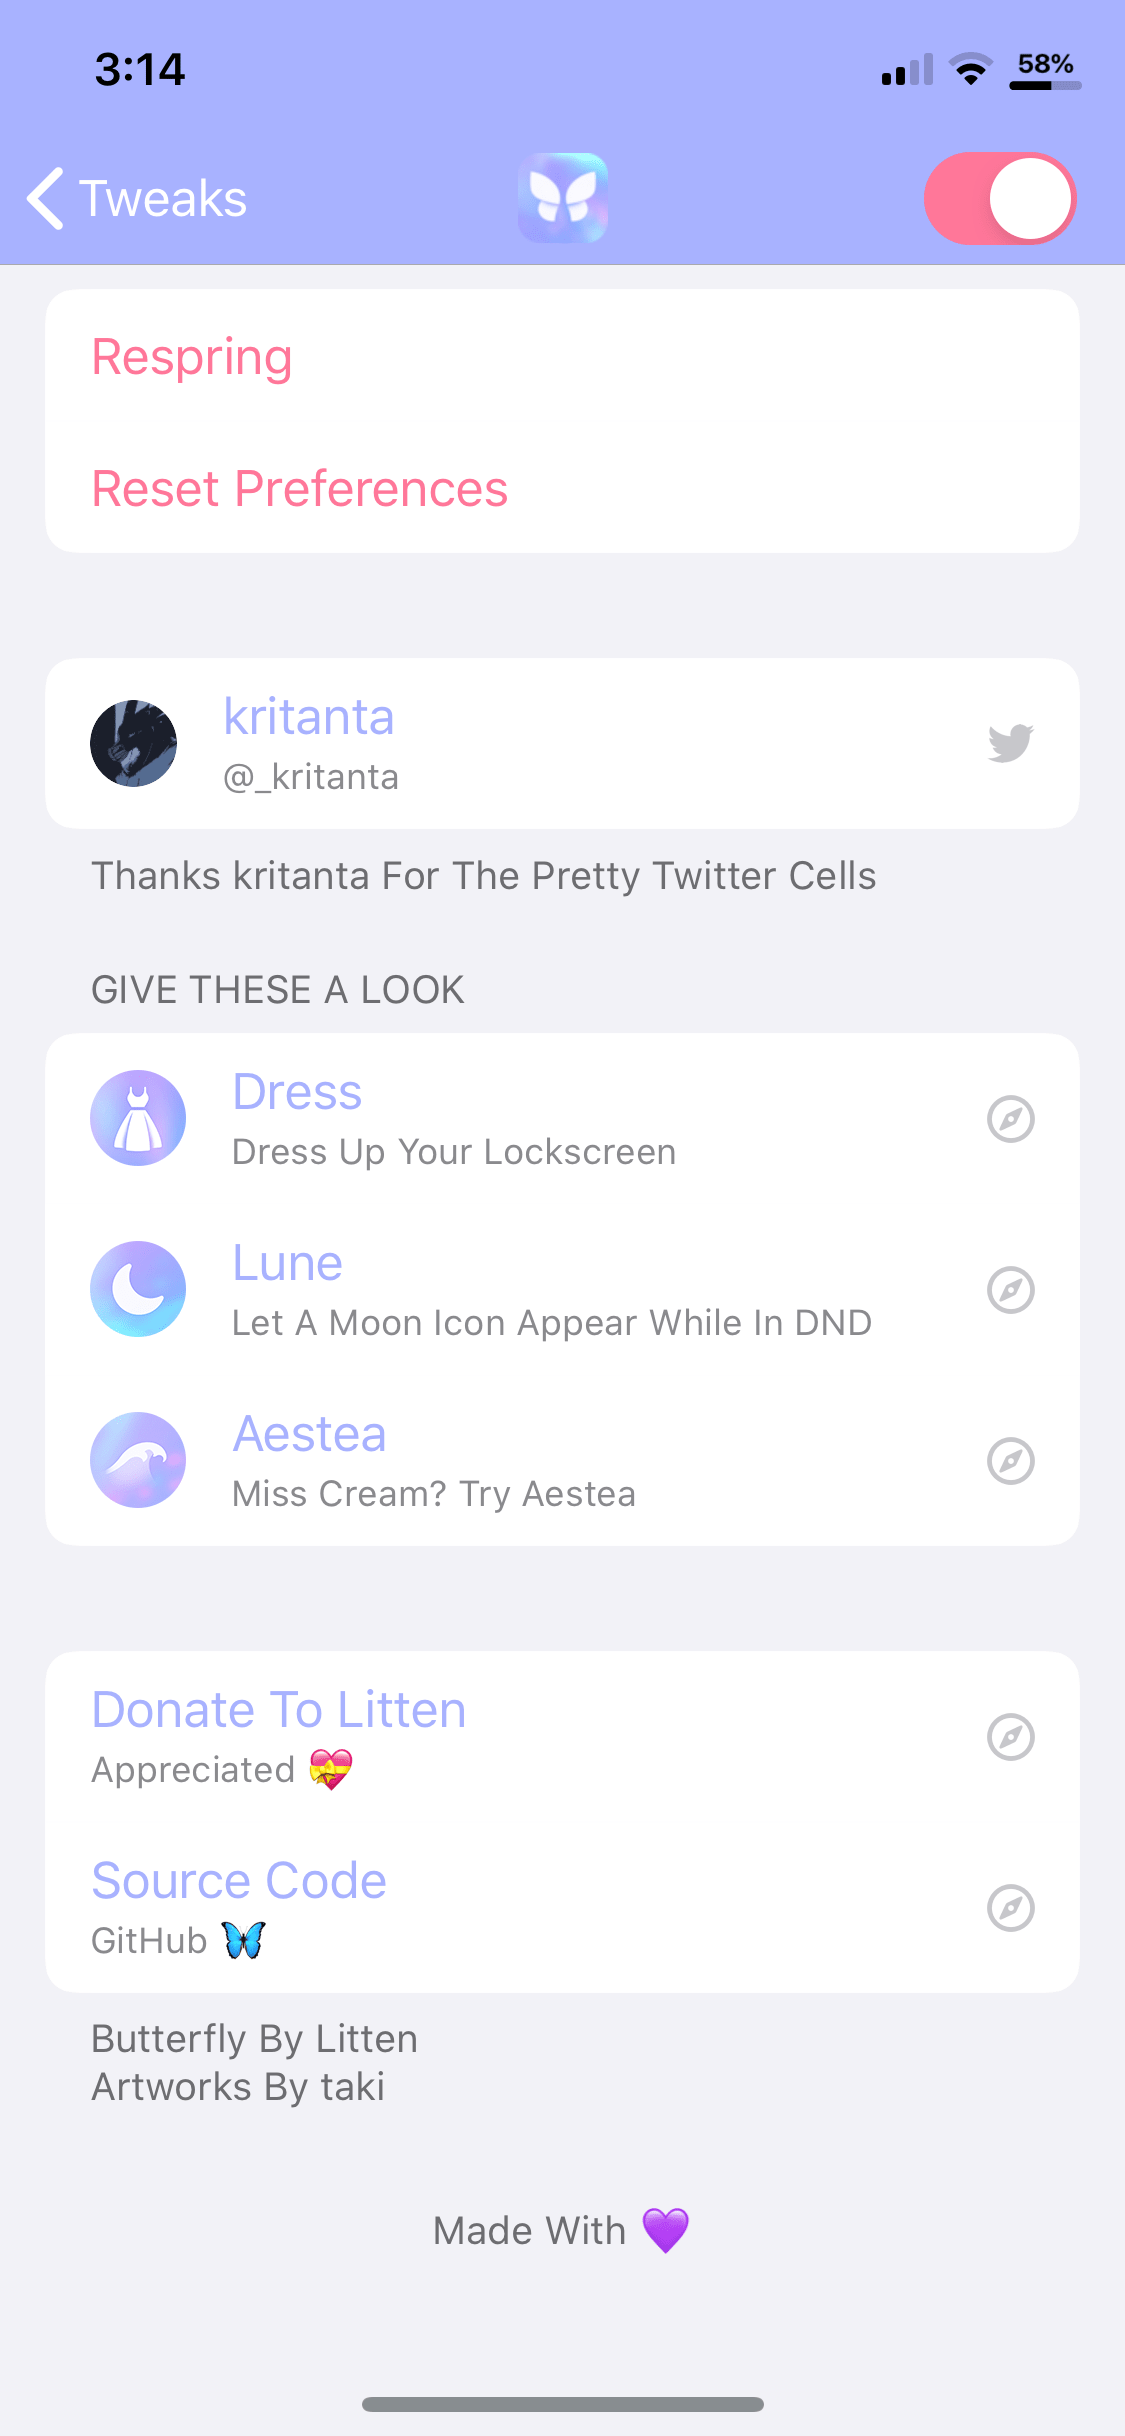 3:14
58%
Tweaks
Respring
Reset Preferences
kritanta
@_kritanta
Thanks kritanta For The Pretty Twitter Cells
GIVE THESE A LOOK
Dress
Dress Up Your Lockscreen
Lune
Let A Moon Icon Appear While In DND
Aestea
Miss Cream? Try Aestea
Donate To Litten
Appreciated 💝
Source Code
GitHub 🦋
Butterfly By Litten
Artworks By taki
Made With 💜